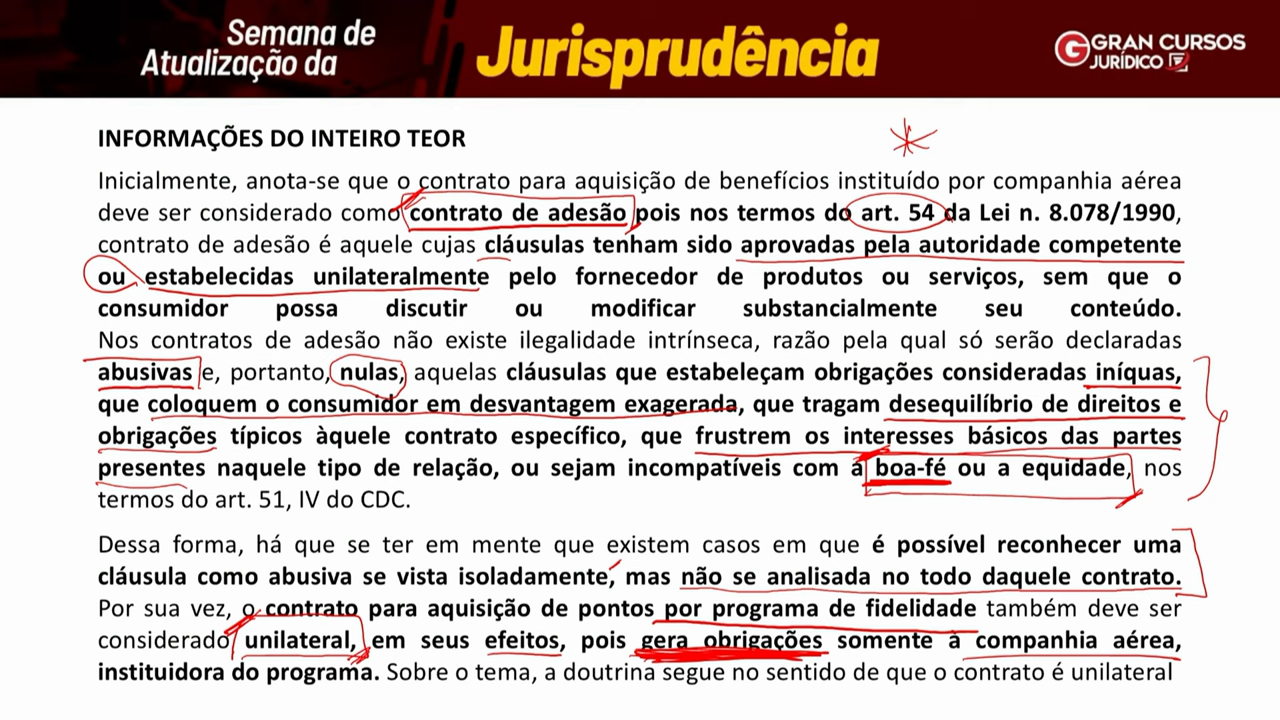 Semana de
Atualização da
Jurisprudência
GRAN CURSOS
JURÍDICO
INFORMAÇÕES DO INTEIRO TEOR
Inicialmente, anota-se que o contrato para aquisição de benefícios instituído por companhia aérea
deve ser considerado como contrato de adesão pois nos termos do art. 54 da Lei n. 8.078/1990,
contrato de adesão é aquele cujas cláusulas tenham sido aprovadas pela autoridade competente
ou estabelecidas unilateralmente pelo fornecedor de produtos ou serviços, sem que o
consumidor possa discutir ou modificar substancialmente seu conteúdo.
Nos contratos de adesão não existe ilegalidade intrínseca, razão pela qual só serão declaradas
abusivas e, portanto, nulas, aquelas cláusulas que estabeleçam obrigações consideradas iníquas,
que coloquem o consumidor em desvantagem exagerada, que tragam desequilíbrio de direitos e
obrigações típicos àquele contrato específico, que frustrem os interesses básicos das partes
presentes naquele tipo de relação, ou sejam incompatíveis com a boa-fé ou a equidade, nos
termos do art. 51, IV do CDC.
Dessa forma, há que se ter em mente que existem casos em que é possível reconhecer uma
cláusula como abusiva se vista isoladamente, mas não se analisada no todo daquele contrato.
Por sua vez, o contrato para aquisição de pontos por programa de fidelidade também deve ser
considerado unilateral, em seus efeitos, pois gera obrigações somente à companhia aérea,
instituidora do programa. Sobre o tema, a doutrina segue no sentido de que o contrato é unilateral